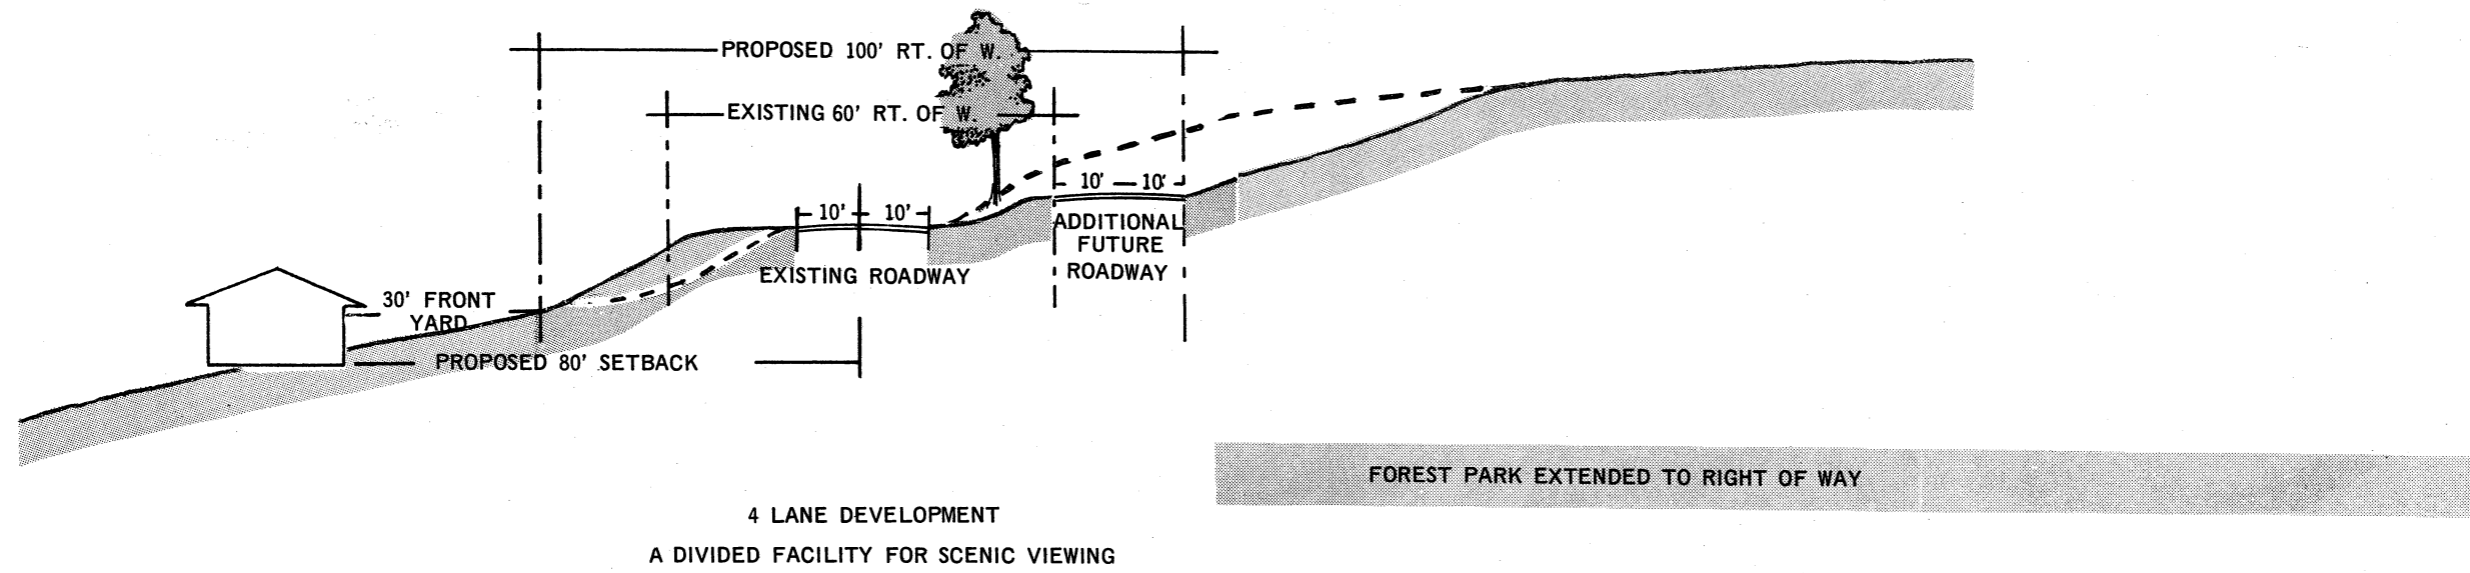 PROPOSED 100' RT. OF W.
EXISTING 60' RT. OF W.
10' 10'
10' 10'
ADDITIONAL
FUTURE
ROADWAY
EXISTING ROADWAY
30' FRONT
YARD
PROPOSED 80' SETBACK
FOREST PARK EXTENDED TO RIGHT OF WAY
4 LANE DEVELOPMENT
A DIVIDED FACILITY FOR SCENIC VIEWING